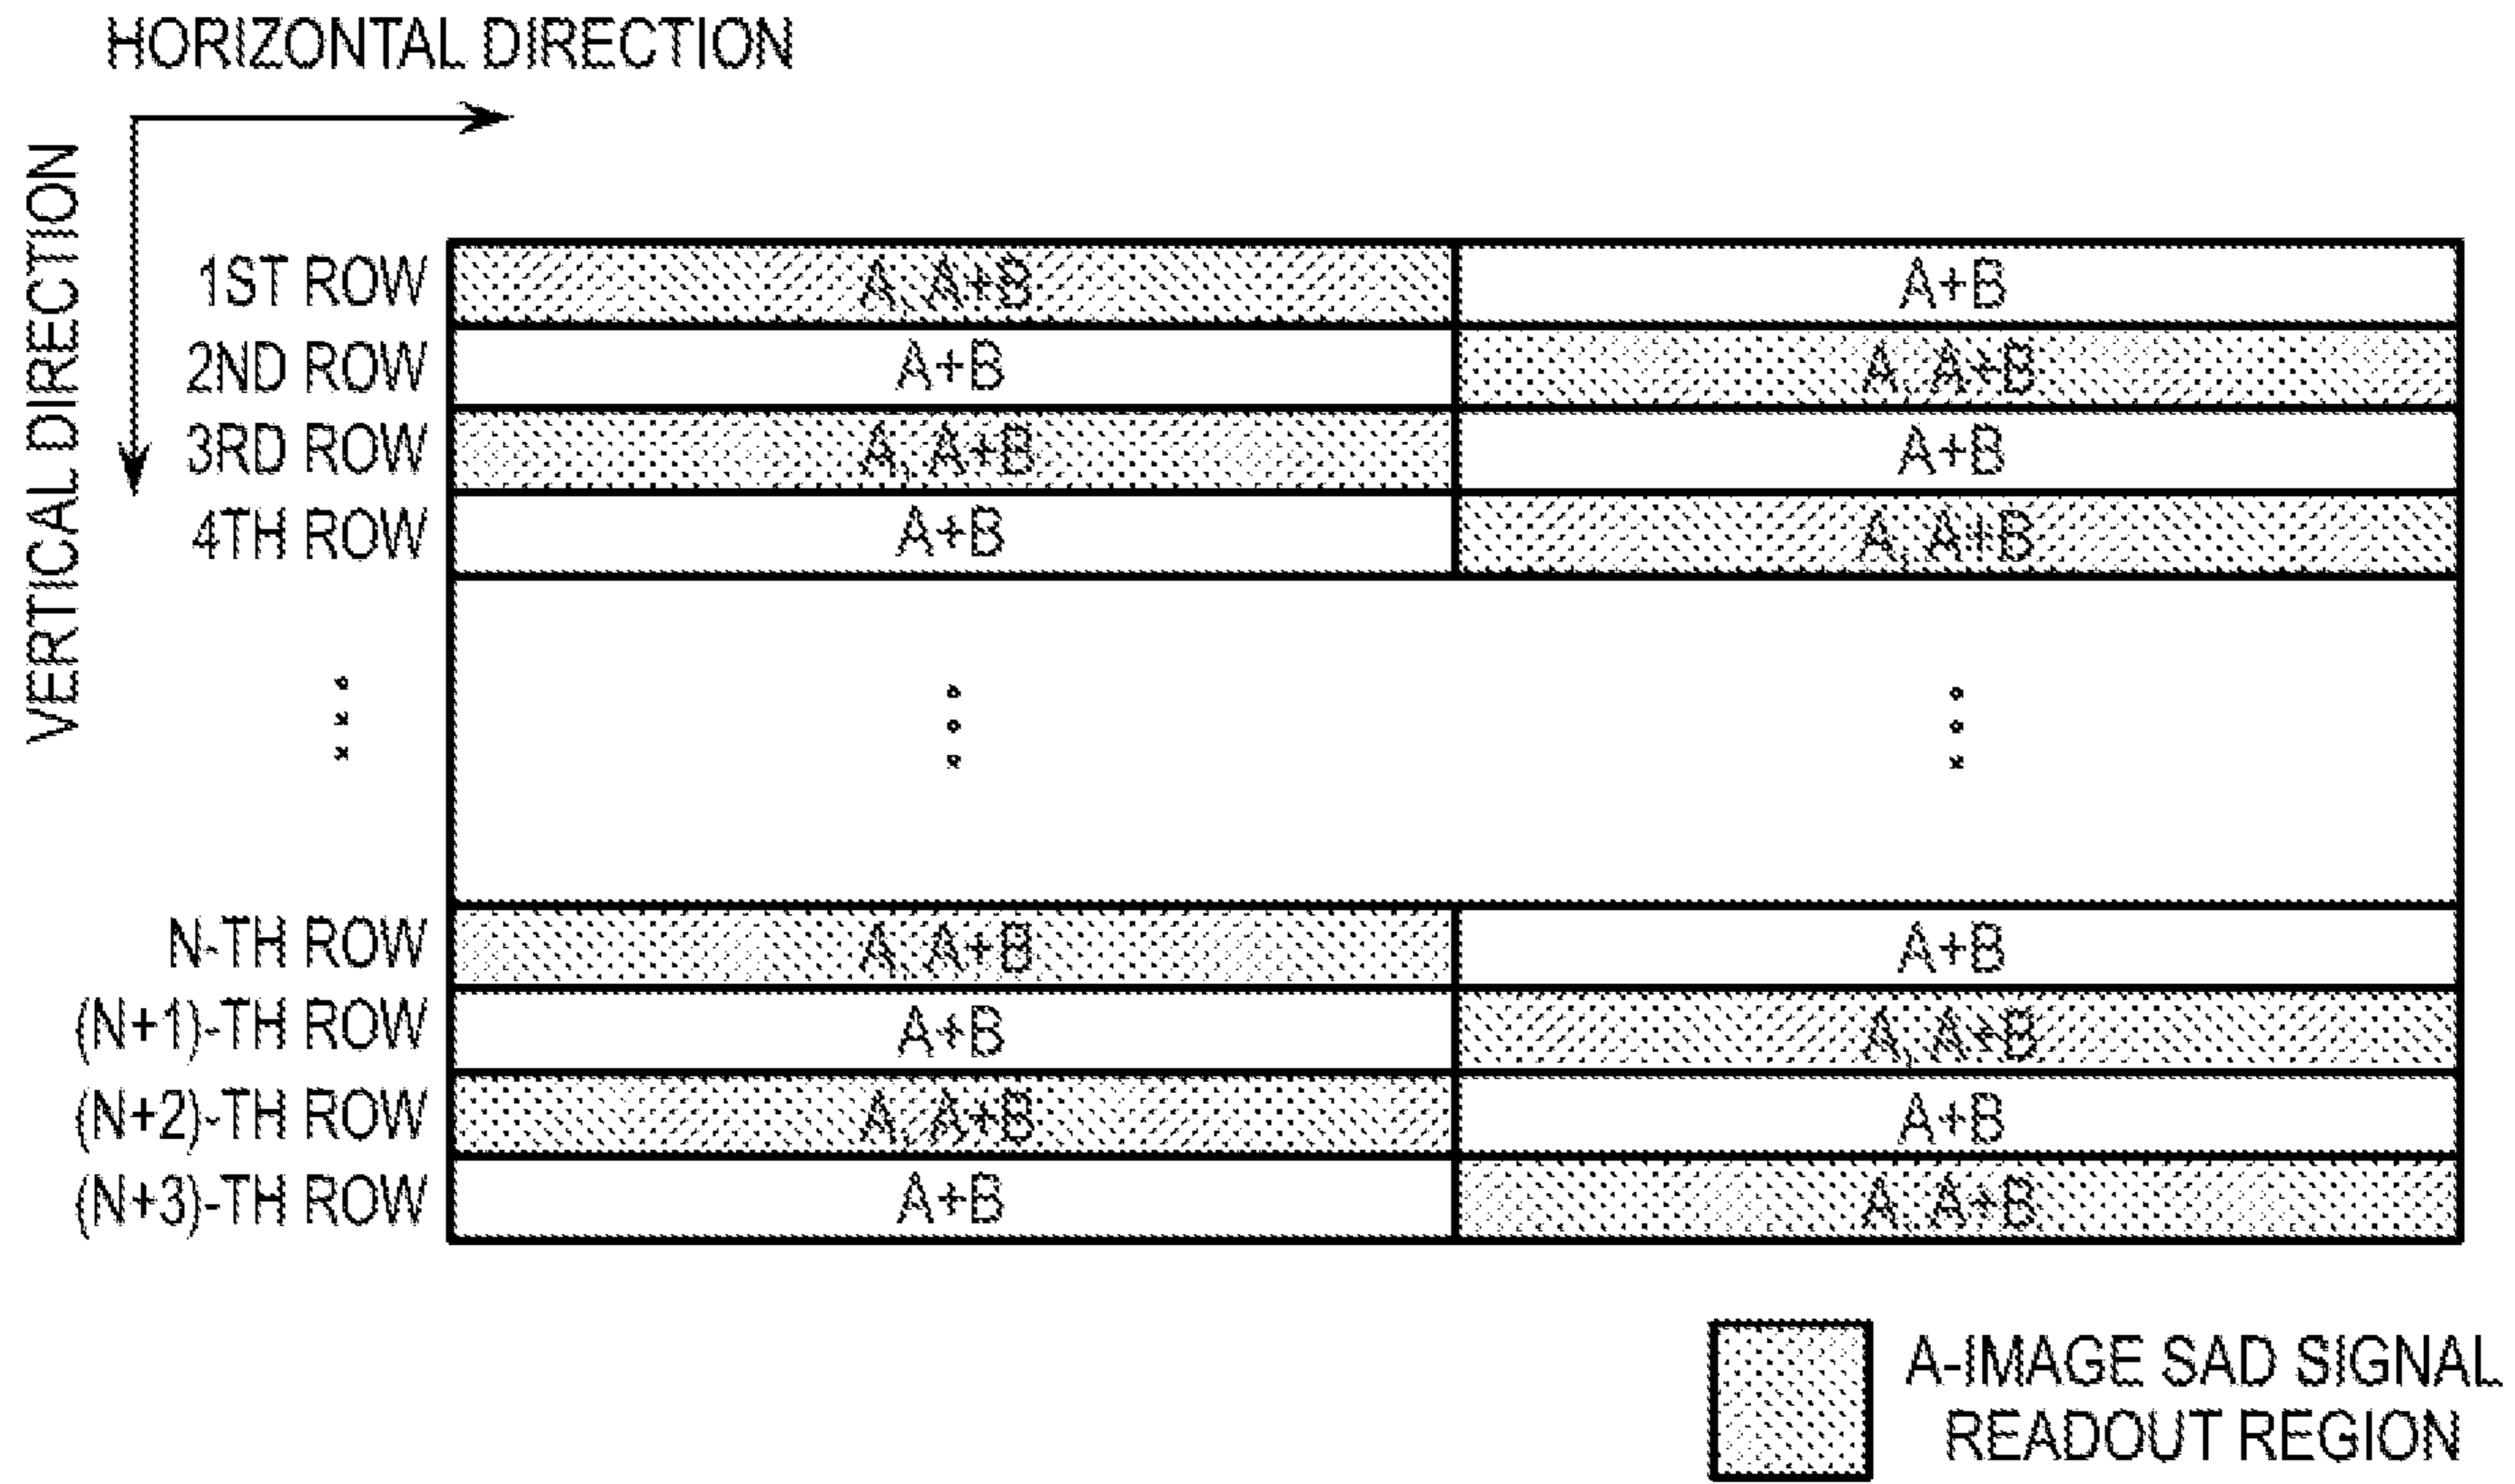 HORIZONTAL DIRECTION
VERTICAL DIRECTION
1ST ROW A, A+B A+B
2ND ROW A+B A, A+B
3RD ROW A, A+B A+B
4TH ROW A+B A, A+B
N-TH ROW A, A+B A+B
(N+1)-TH ROW A+B A, A+B
(N+2)-TH ROW A, A+B A+B
(N+3)-TH ROW A+B A, A+B
A-IMAGE SAD SIGNAL
READOUT REGION